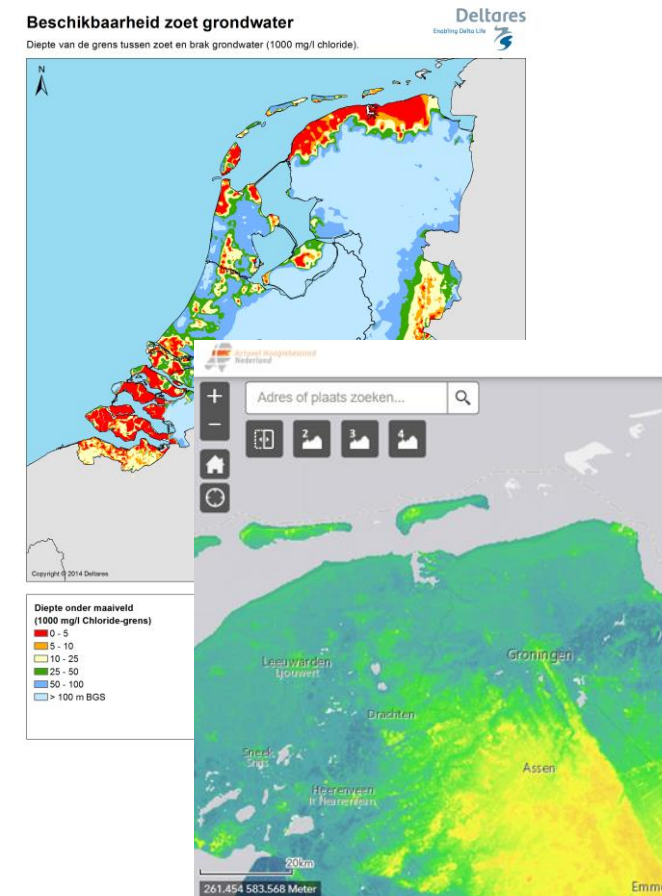 Beschikbaarheid zoet grondwater
Diepte van de grens tussen zoet en brak grondwater (1000 mg/l chloride).
Deltares
Enabling Delta Life
N
Copyright © 2014 Deltares
Diepte onder maaiveld
(1000 mg/l Chloride-grens)
0 - 5
5 - 10
10 - 25
25 - 50
50 - 100
> 100 m BGS
Actueel Hoogtebestand
Nederland
+
Adres of plaats zoeken...
−
2
3
4
Leeuwarden
Ljouwert
Groningen
Drachten
Sneek
Snits
Assen
Heerenveen
It Hearrenfean
20km
261.454 583.568 Meter
Emme